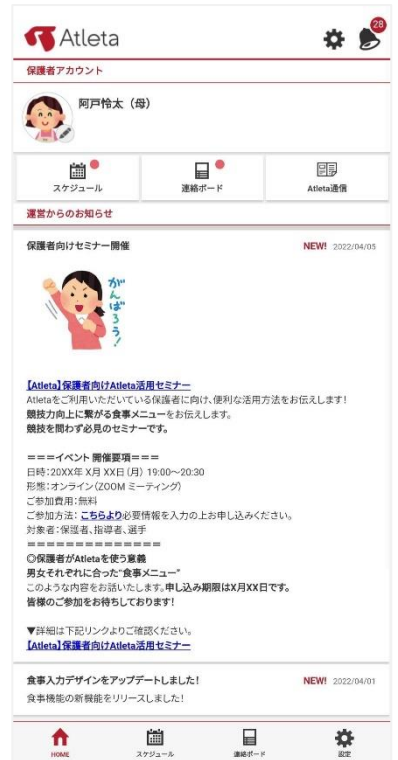 Atleta
28
保護者アカウント
阿戸怜太（母）
スケジュール
連絡ボード
Atleta通信
運営からのお知らせ
保護者向けセミナー開催 NEW! 2022/04/05
がんばろう！
【Atleta】保護者向けAtleta活用セミナー
Atletaをご利用いただいている保護者に向け、便利な活用方法をお伝えします！
競技力向上に繋がる食事メニューをお伝えします。
競技を問わず必見のセミナーです。
＝＝＝イベント 開催要項＝＝＝
日時：20XX年 X月 XX日（月） 19:00〜20:30
形態：オンライン（ZOOM ミーティング）
ご参加費用：無料
ご参加方法： こちらより必要情報を入力の上お申し込みください。
対象者：保護者、指導者、選手
＝＝＝＝＝＝＝＝＝＝＝＝＝
◎保護者がAtletaを使う意義
男女それぞれに合った"食事メニュー"
このような内容をお話いたします。申し込み期限はX月XX日です。
皆様のご参加をお待ちしております！
▼詳細は下記リンクよりご確認ください。
【Atleta】保護者向けAtleta活用セミナー
食事入力デザインをアップデートしました！ NEW! 2022/04/01
食事機能の新機能をリリースしました！
HOME
スケジュール
連絡ボード
設定